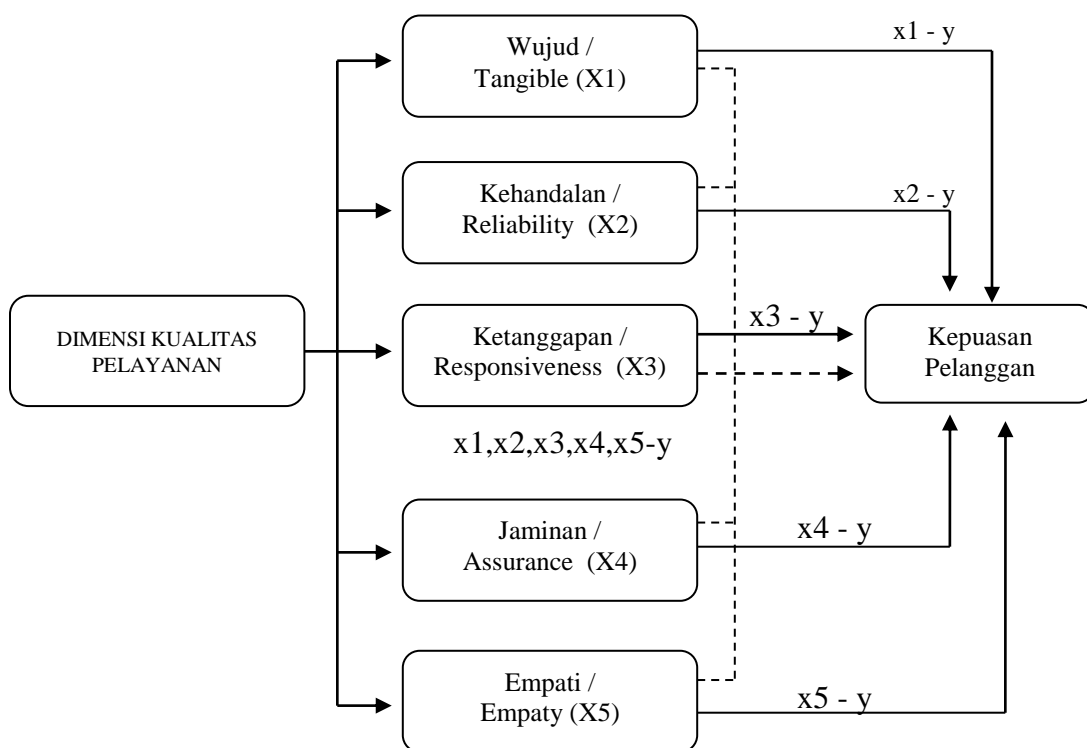 Wujud /
Tangible (X1)
x1 - y
Kehandalan /
Reliability (X2)
x2 - y
DIMENSI KUALITAS
PELAYANAN
Ketanggapan /
Responsiveness (X3)
x3 - y
Kepuasan
Pelanggan
x1,x2,x3,x4,x5-y
Jaminan /
Assurance (X4)
x4 - y
Empati /
Empaty (X5)
x5 - y